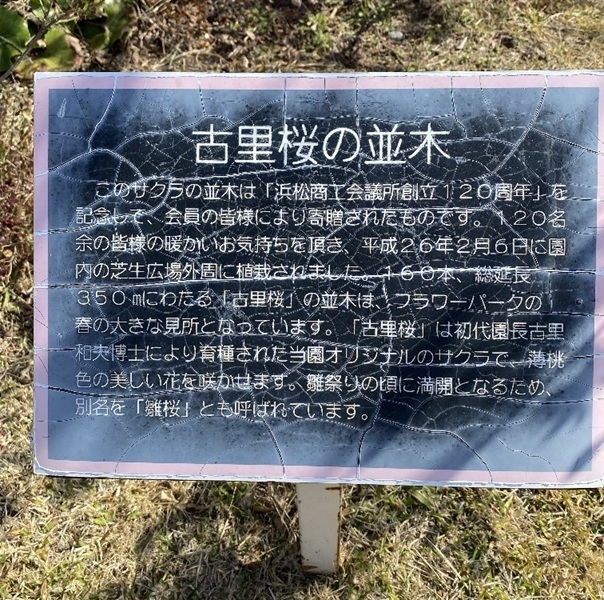 古里桜の並木
このサクラの並木は「浜松商工会議所創立120周年」を
記念して、会員の皆様により寄贈されたものです。120名
余の皆様の暖かいお気持ちを頂き、平成26年2月6日に園
内の芝生広場外周に植栽されました。160本、総延長
350mにわたる「古里桜」の並木は、フラワーパークの
春の大きな見所となっています。「古里桜」は初代園長古里
和夫博士により育種された当園オリジナルのサクラで、薄桃
色の美しい花を咲かせます。雛祭りの頃に満開となるため、
別名を「雛桜」とも呼ばれています。